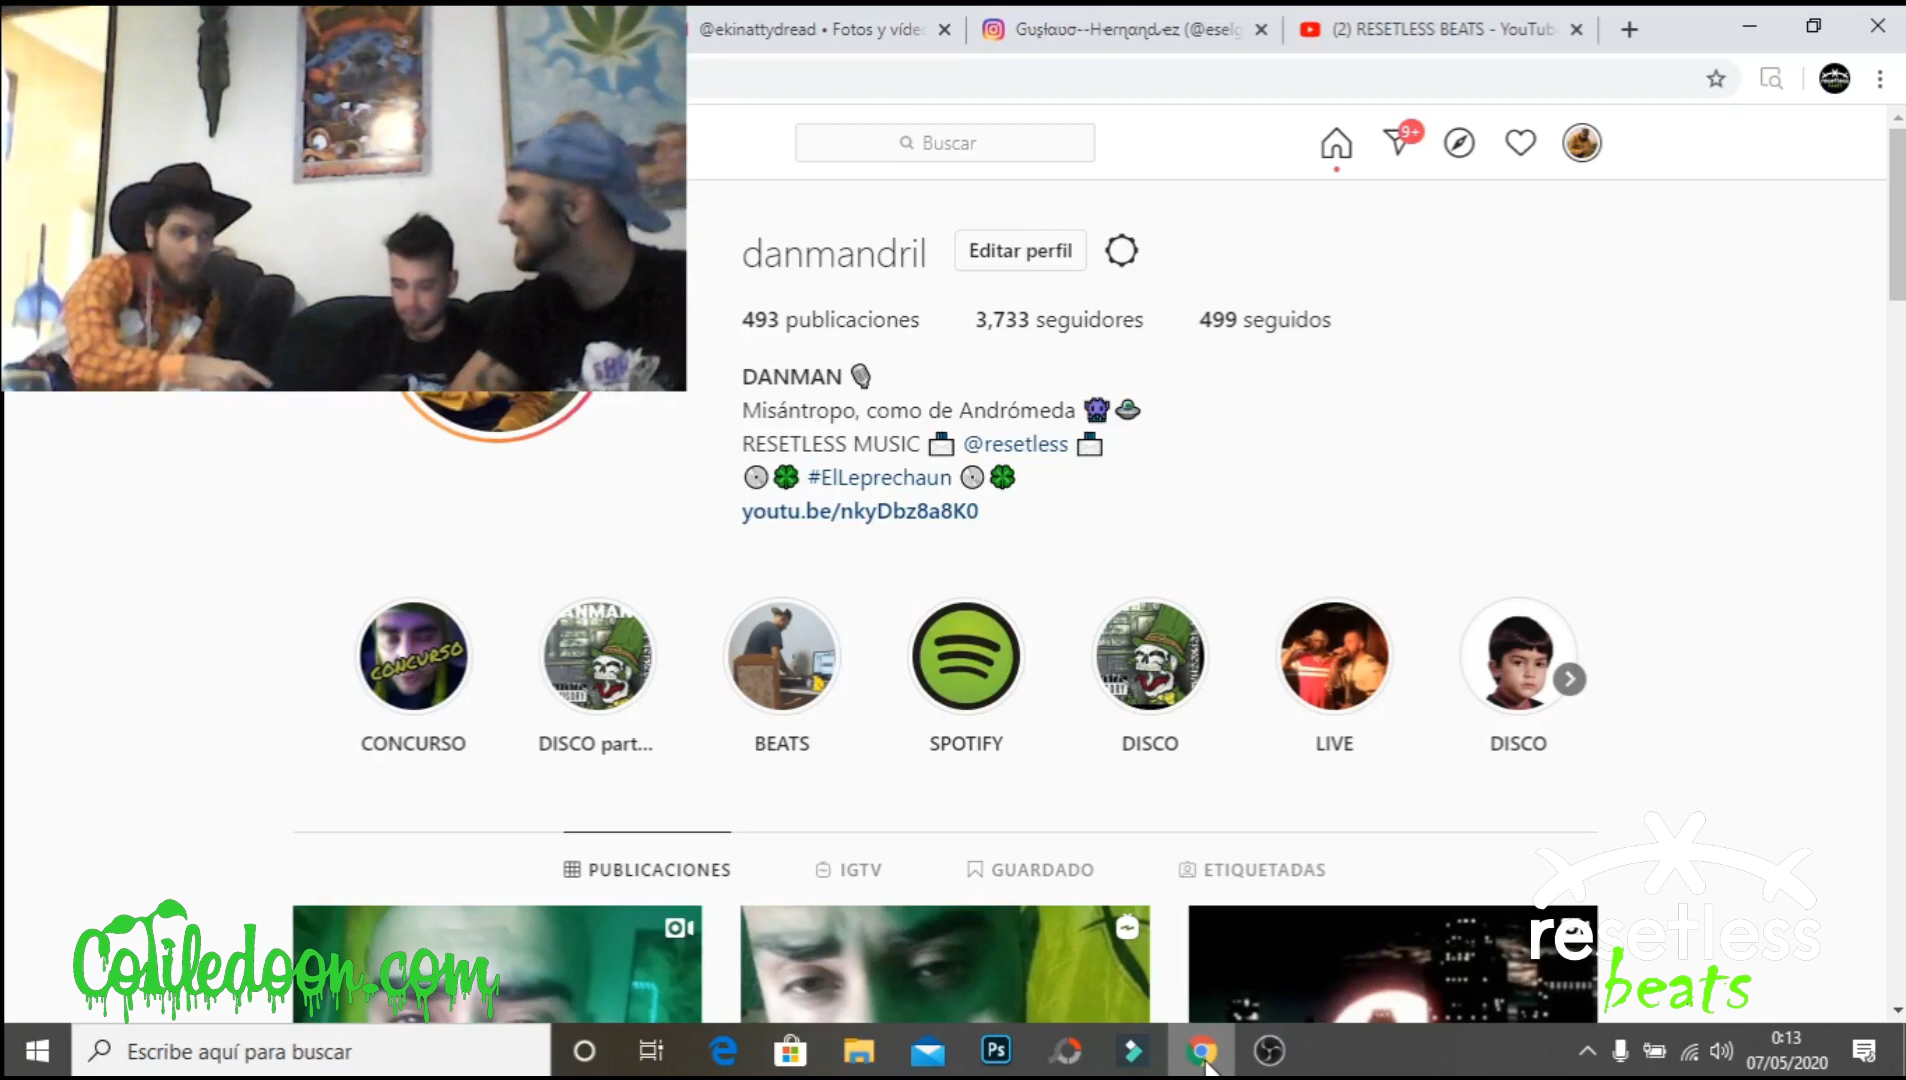 @ekinattydread • Fotos y víde
(@eselg
(2) RESETLESS BEATS - YouTub
Buscar
9+
danmandril
Editar perfil
493 publicaciones
3,733 seguidores
499 seguidos
DANMAN
Misántropo, como de Andrómeda
RESETLESS MUSIC @resetless
#ElLeprechaun
youtu.be/nkyDbz8a8K0
CONCURSO
DANMAN
CONCURSO
DISCO part...
BEATS
SPOTIFY
DISCO
LIVE
DISCO
PUBLICACIONES
IGTV
GUARDADO
ETIQUETADAS
Cotiledoon.com
resetless
beats
Escribe aquí para buscar
Ps
0:13
07/05/2020